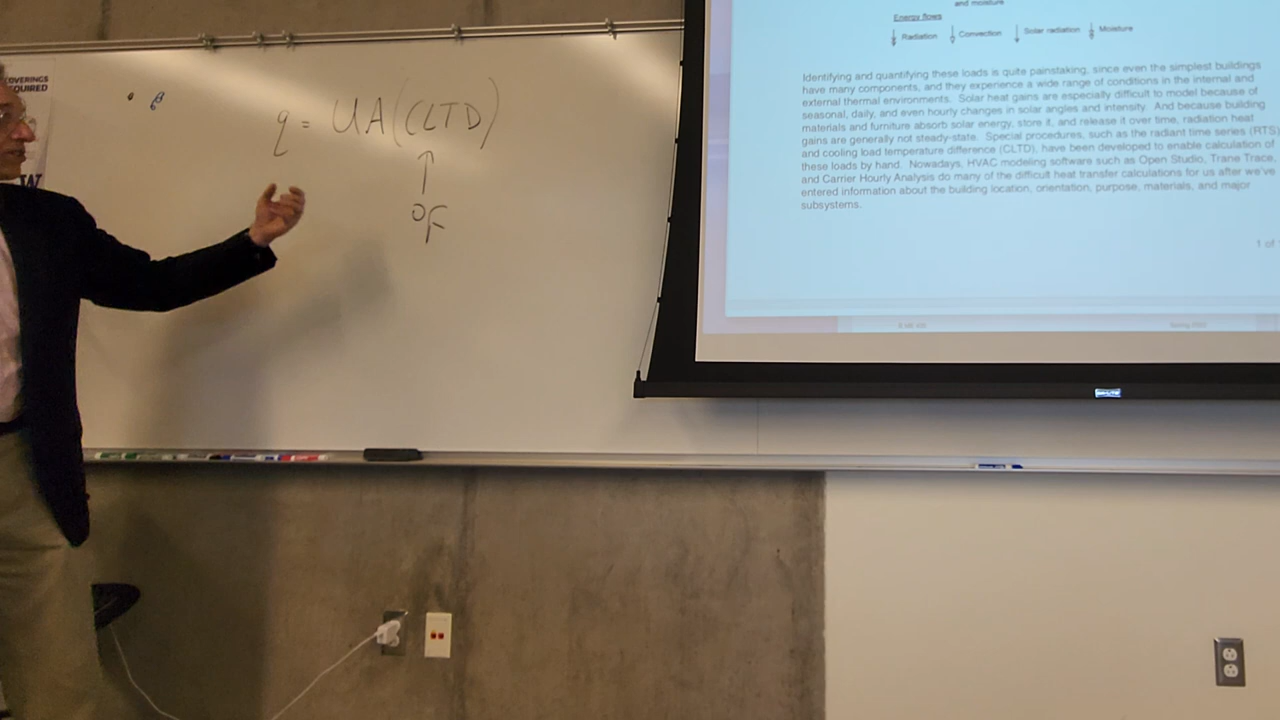 COVERINGS
QUIRED
W
q = UA(CLTD)
↑
°F
and moisture
Energy flows
Radiation Convection Solar radiation Moisture
Identifying and quantifying these loads is quite painstaking, since even the simplest buildings
have many components, and they experience a wide range of conditions in the internal and
external thermal environments. Solar heat gains are especially difficult to model because of
seasonal, daily, and even hourly changes in solar angles and intensity. And because building
materials and furniture absorb solar energy, store it, and release it over time, radiation heat
gains are generally not steady-state. Special procedures, such as the radiant time series (RTS)
and cooling load temperature difference (CLTD), have been developed to enable calculation of
these loads by hand. Nowadays, HVAC modeling software such as Open Studio, Trane Trace,
and Carrier Hourly Analysis do many of the difficult heat transfer calculations for us after we've
entered information about the building location, orientation, purpose, materials, and major
subsystems.
1 of